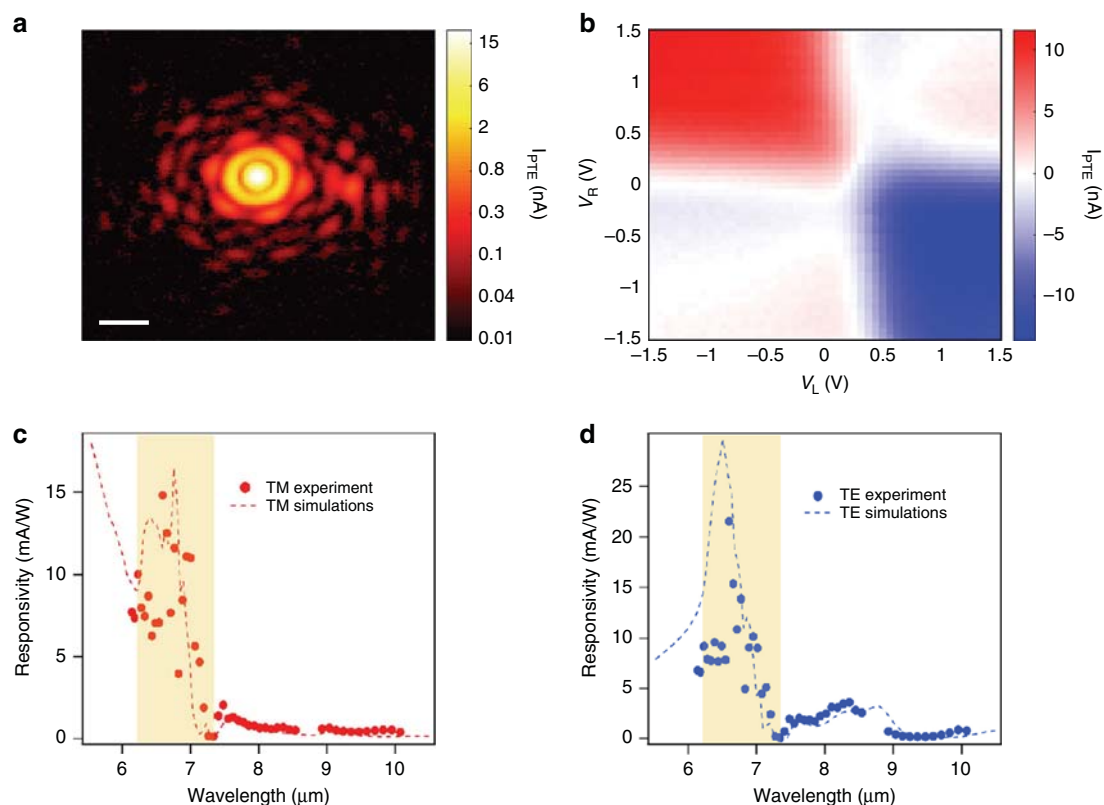 a
15
6
2
0.8
0.3
0.1
0.04
0.01
I_PTE (nA)
b
1.5
1
0.5
0
−0.5
−1
−1.5
V_R (V)
−1.5
−1
−0.5
0
0.5
1
1.5
V_L (V)
10
5
0
−5
−10
I_PTE (nA)
c
15
10
5
0
Responsivity (mA/W)
TM experiment
TM simulations
6
7
8
9
10
Wavelength (μm)
d
25
20
15
10
5
0
Responsivity (mA/W)
TE experiment
TE simulations
6
7
8
9
10
Wavelength (μm)